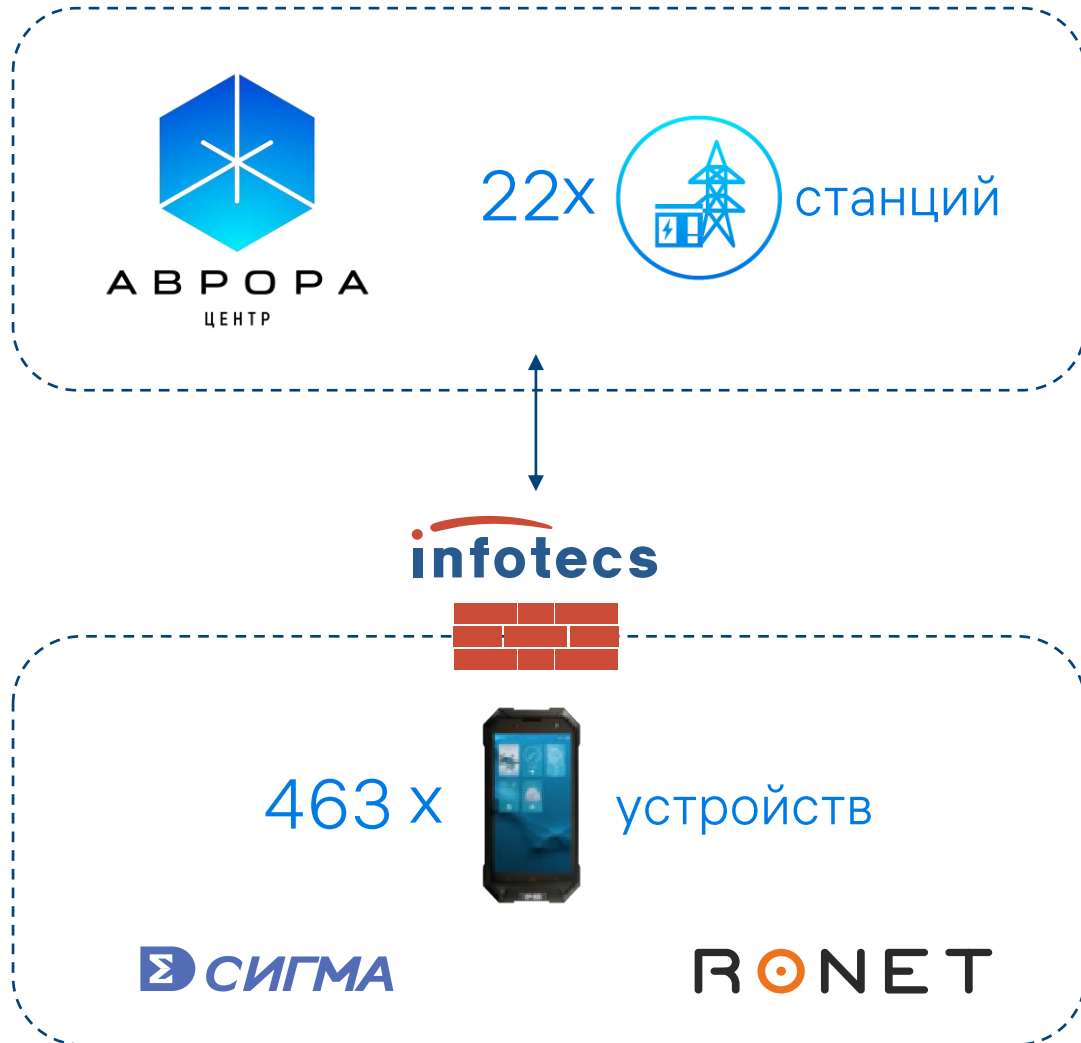 АВРОРА
ЦЕНТР
22x станций
infotecs
463 x устройств
Σ СИГМА
RONET